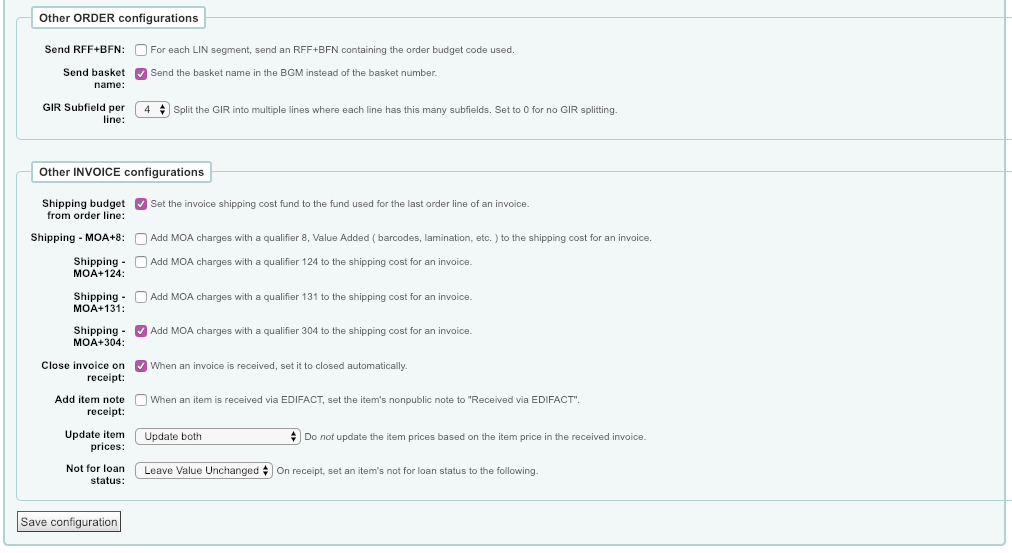 Other ORDER configurations
Send RFF+BFN: For each LIN segment, send an RFF+BFN containing the order budget code used.
Send basket name: Send the basket name in the BGM instead of the basket number.
GIR Subfield per line: 4 Split the GIR into multiple lines where each line has this many subfields. Set to 0 for no GIR splitting.
Other INVOICE configurations
Shipping budget from order line: Set the invoice shipping cost fund to the fund used for the last order line of an invoice.
Shipping - MOA+8: Add MOA charges with a qualifier 8, Value Added ( barcodes, lamination, etc. ) to the shipping cost for an invoice.
Shipping - MOA+124: Add MOA charges with a qualifier 124 to the shipping cost for an invoice.
Shipping - MOA+131: Add MOA charges with a qualifier 131 to the shipping cost for an invoice.
Shipping - MOA+304: Add MOA charges with a qualifier 304 to the shipping cost for an invoice.
Close invoice on receipt: When an invoice is received, set it to closed automatically.
Add item note receipt: When an item is received via EDIFACT, set the item's nonpublic note to "Received via EDIFACT".
Update item prices: Update both Do not update the item prices based on the item price in the received invoice.
Not for loan status: Leave Value Unchanged On receipt, set an item's not for loan status to the following.
Save configuration